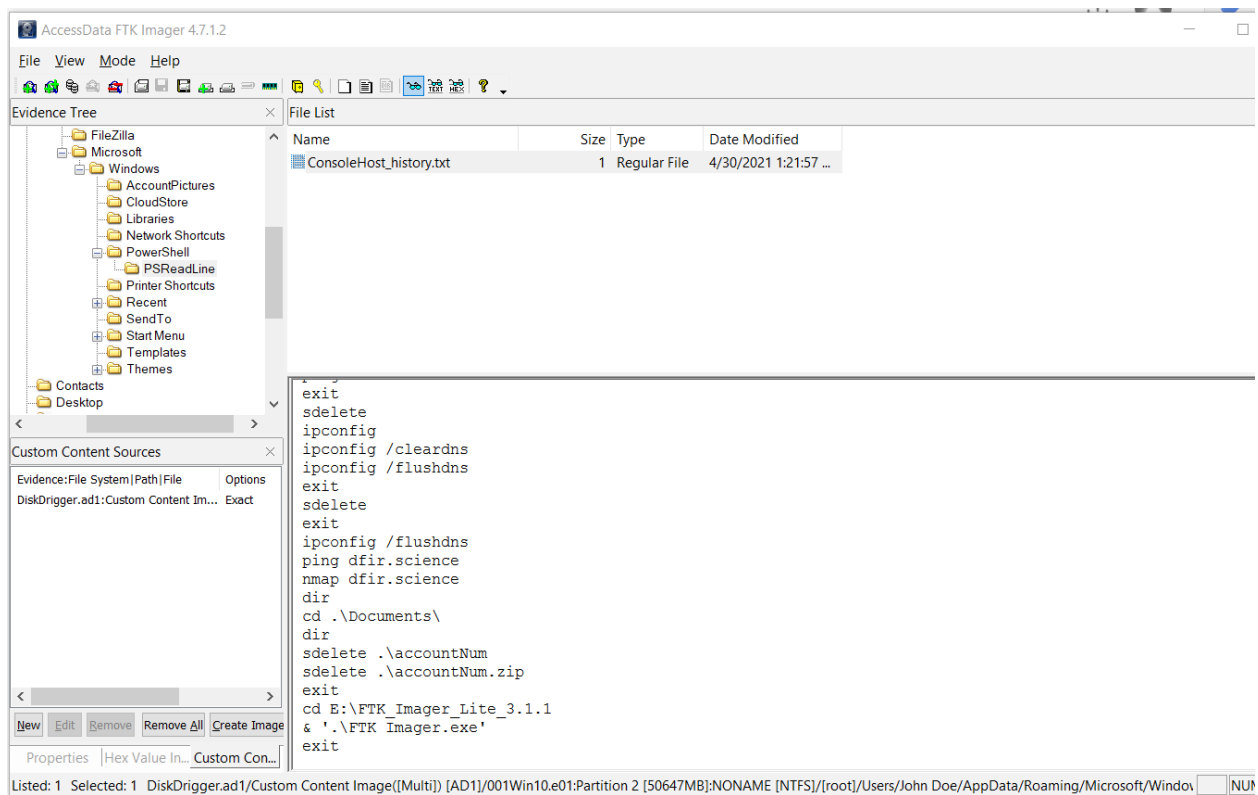 AccessData FTK Imager 4.7.1.2
File View Mode Help
Evidence Tree
FileZilla
Microsoft
Windows
AccountPictures
CloudStore
Libraries
Network Shortcuts
PowerShell
PSReadLine
Printer Shortcuts
Recent
SendTo
Start Menu
Templates
Themes
Contacts
Desktop
File List
Name Size Type Date Modified
ConsoleHost_history.txt 1 Regular File 4/30/2021 1:21:57 ...
Custom Content Sources
Evidence:File System|Path|File Options
DiskDrigger.ad1:Custom Content Im... Exact
New Edit Remove Remove All Create Image
Properties Hex Value In... Custom Con...
exit
sdelete
ipconfig
ipconfig /cleardns
ipconfig /flushdns
exit
sdelete
exit
ipconfig /flushdns
ping dfir.science
nmap dfir.science
dir
cd .\Documents\
dir
sdelete .\accountNum
sdelete .\accountNum.zip
exit
cd E:\FTK_Imager_Lite_3.1.1
& '.\FTK Imager.exe'
exit
Listed: 1 Selected: 1 DiskDrigger.ad1/Custom Content Image([Multi]) [AD1]/001Win10.e01:Partition 2 [50647MB]:NONAME [NTFS]/[root]/Users/John Doe/AppData/Roaming/Microsoft/Windov NUN